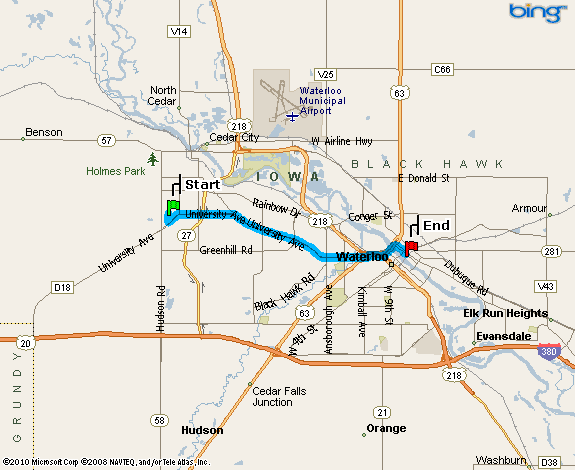 bing™
V14
V25
C66
63
North
Cedar
Waterloo
Municipal
Airport
218
Benson
57
Cedar City
W Airline Hwy
Holmes Park
BLACK HAWK
IOWA
E Donald St
Start
Rainbow Dr
University Ave
University Ave
218
Conger St
Armour
End
27
University Ave
Greenhill Rd
Waterloo
281
Dubuque Rd
D18
Hudson Rd
Black Hawk Rd
V43
63
Ansborough Ave
Kimball Ave
W 9th St
Elk Run Heights
W 4th St
Evansdale
20
380
GRUNDY
218
Cedar Falls
Junction
58
21
Hudson
Orange
©2010 Microsoft Corp ©2008 NAVTEQ, and/or Tele Atlas, Inc.
Washburn
D38